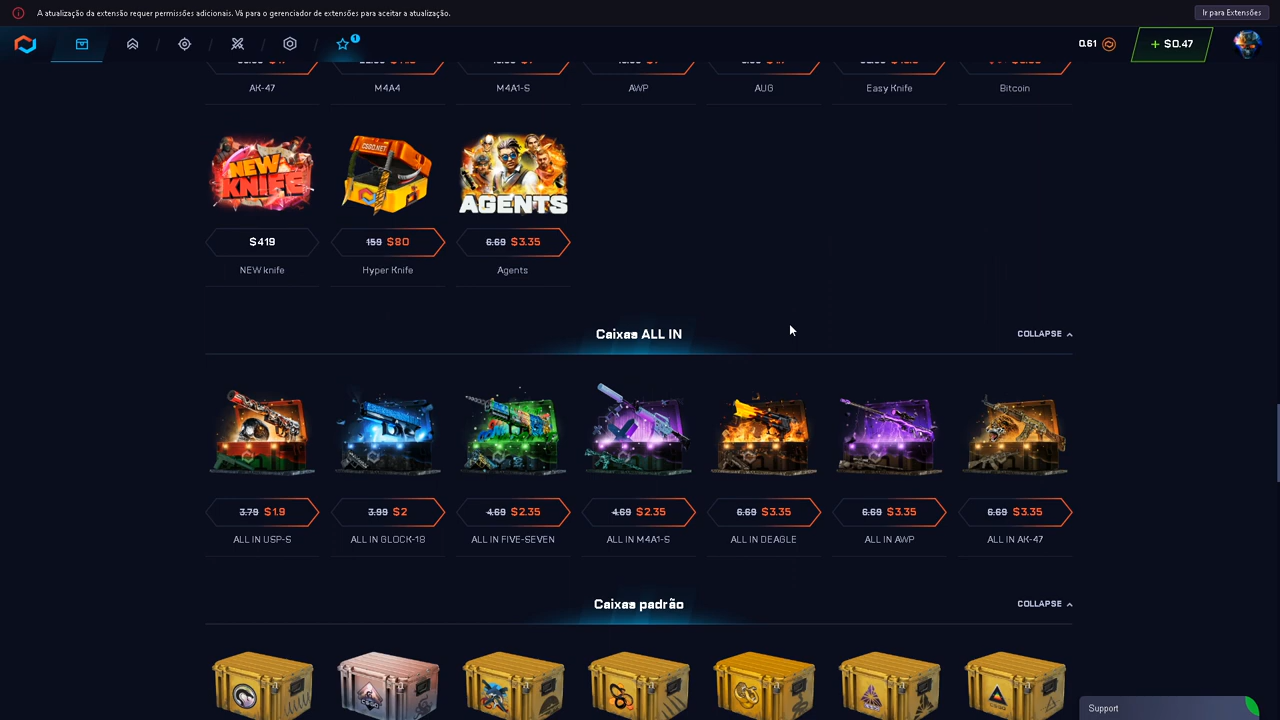 A atualização da extensão requer permissões adicionais. Vá para o gerenciador de extensões para aceitar a atualização.
Ir para Extensões
1
0.61
+ $0.47
AK-47
M4A4
M4A1-S
AWP
AUG
Easy Knife
Bitcoin
NEW KNIFE
CSGO.NET
AGENTS
$419
159 $80
6.69 $3.35
NEW knife
Hyper Knife
Agents
Caixas ALL IN
COLLAPSE
3.79 $1.9
3.99 $2
4.69 $2.35
4.69 $2.35
6.69 $3.35
6.69 $3.35
6.69 $3.35
ALL IN USP-S
ALL IN GLOCK-18
ALL IN FIVE-SEVEN
ALL IN M4A1-S
ALL IN DEAGLE
ALL IN AWP
ALL IN AK-47
Caixas padrão
COLLAPSE
Support